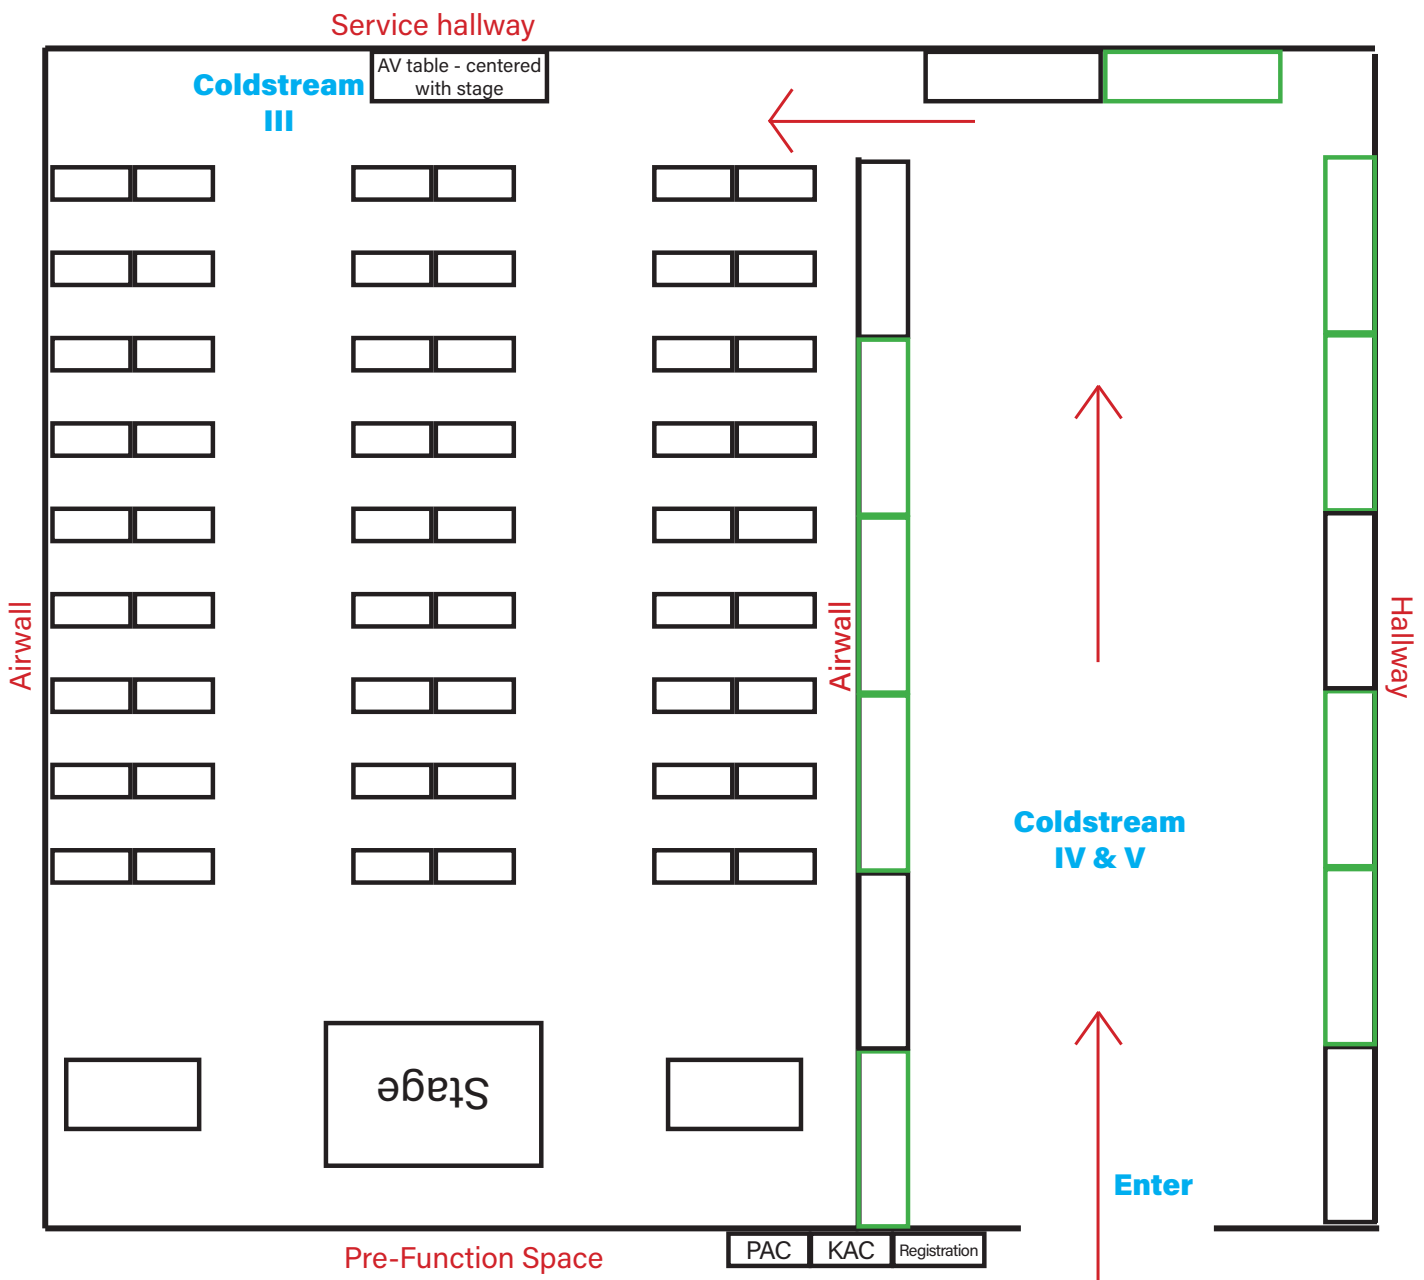 Service hallway
AV table - centered
with stage
Coldstream
III
Airwall
Airwall
Hallway
Coldstream
IV & V
Stage
Enter
PAC
KAC
Registration
Pre-Function Space